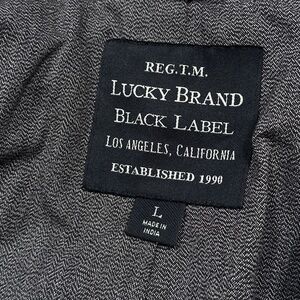 REG.T.M.
LUCKY BRAND
BLACK LABEL
LOS ANGELES, CALIFORNIA
ESTABLISHED 1990
L
MADE IN
INDIA